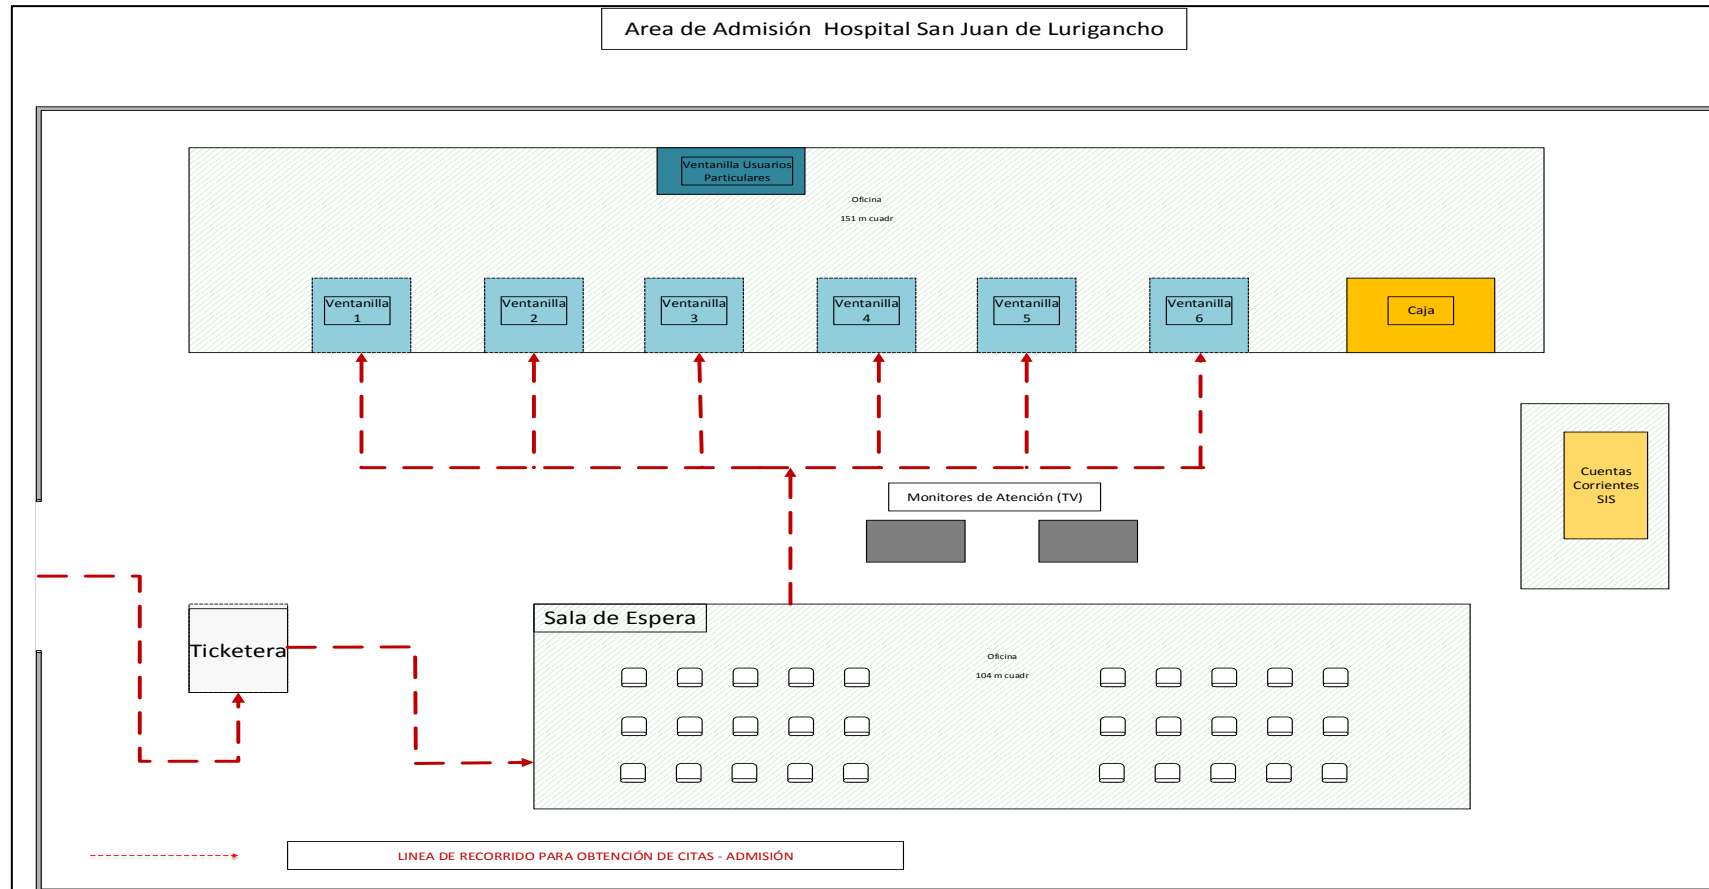 Area de Admisión  Hospital San Juan de Lurigancho
Ventanilla Usuarios
Particulares
Oficina
151 m cuadr
Ventanilla
1
Ventanilla
2
Ventanilla
3
Ventanilla
4
Ventanilla
5
Ventanilla
6
Caja
Cuentas
Corrientes
SIS
Monitores de Atención (TV)
Ticketera
Sala de Espera
Oficina
104 m cuadr
LINEA DE RECORRIDO PARA OBTENCIÓN DE CITAS - ADMISIÓN